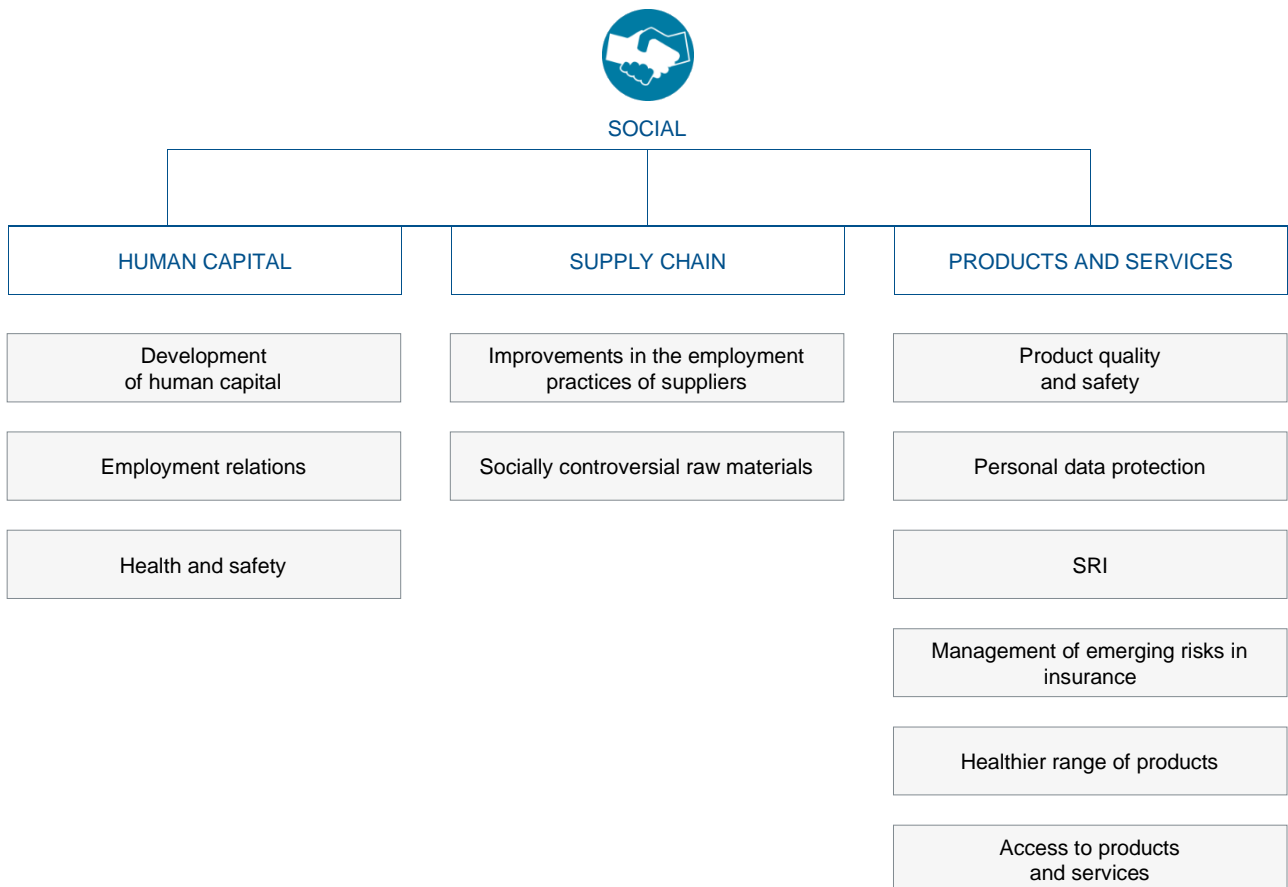 SOCIAL
HUMAN CAPITAL
SUPPLY CHAIN
PRODUCTS AND SERVICES
Development
of human capital
Improvements in the employment
practices of suppliers
Product quality
and safety
Employment relations
Socially controversial raw materials
Personal data protection
Health and safety
SRI
Management of emerging risks in
insurance
Healthier range of products
Access to products
and services